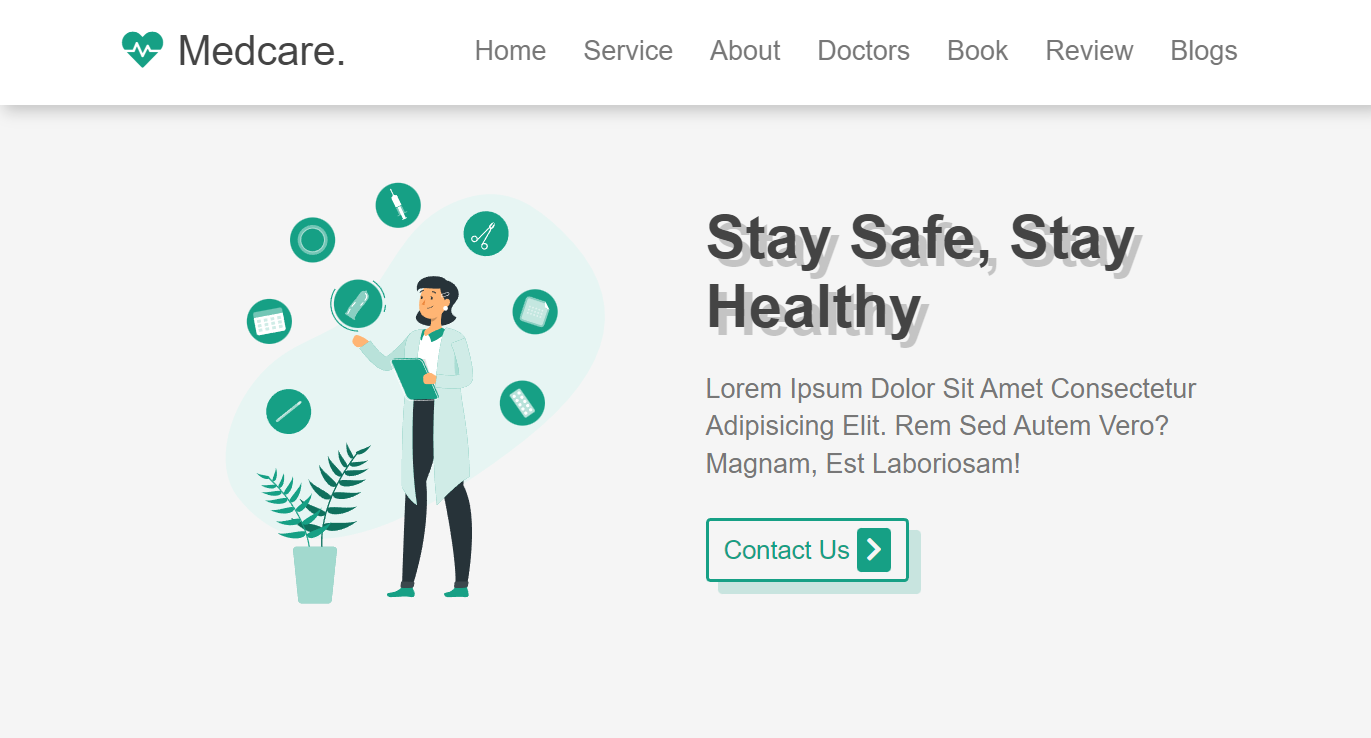 Medcare.
Home Service About Doctors Book Review Blogs
Stay Safe, Stay
Healthy
Lorem Ipsum Dolor Sit Amet Consectetur
Adipisicing Elit. Rem Sed Autem Vero?
Magnam, Est Laboriosam!
Contact Us